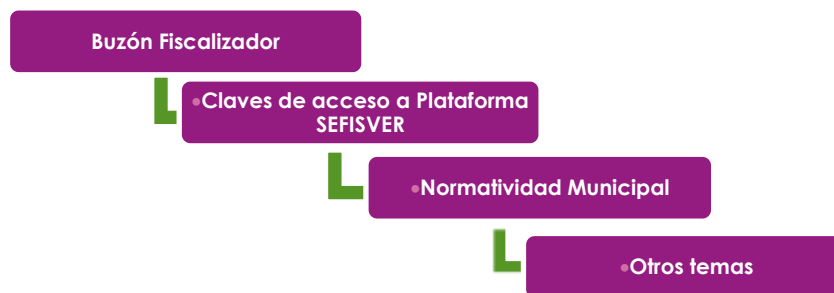 Buzón Fiscalizador
•Claves de acceso a Plataforma
SEFISVER
•Normatividad Municipal
•Otros temas